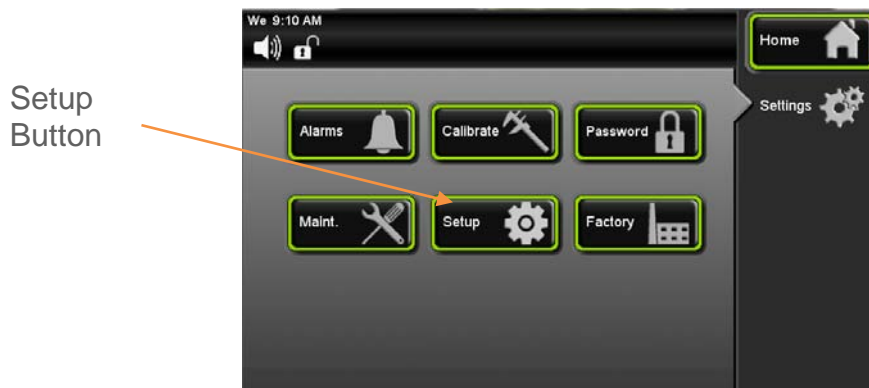 We 9:10 AM
Home
Setup
Button
Settings
Alarms
Calibrate
Password
Maint.
Setup
Factory